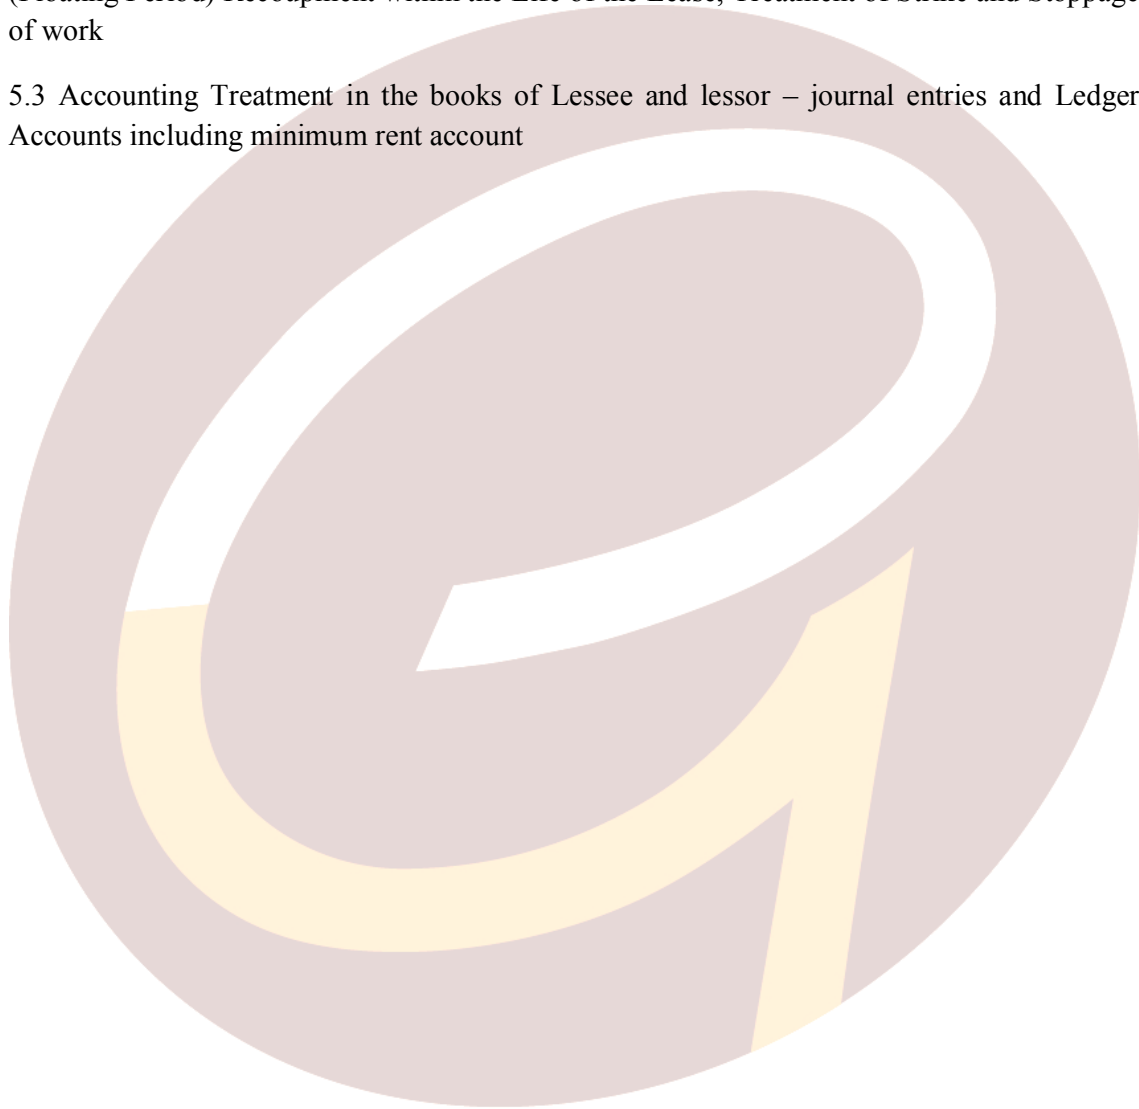 (Floating Period) Recoupment within the Life of the Lease, Treatment of Strike and Stoppage
of work
5.3 Accounting Treatment in the books of Lessee and lessor – journal entries and Ledger
Accounts including minimum rent account